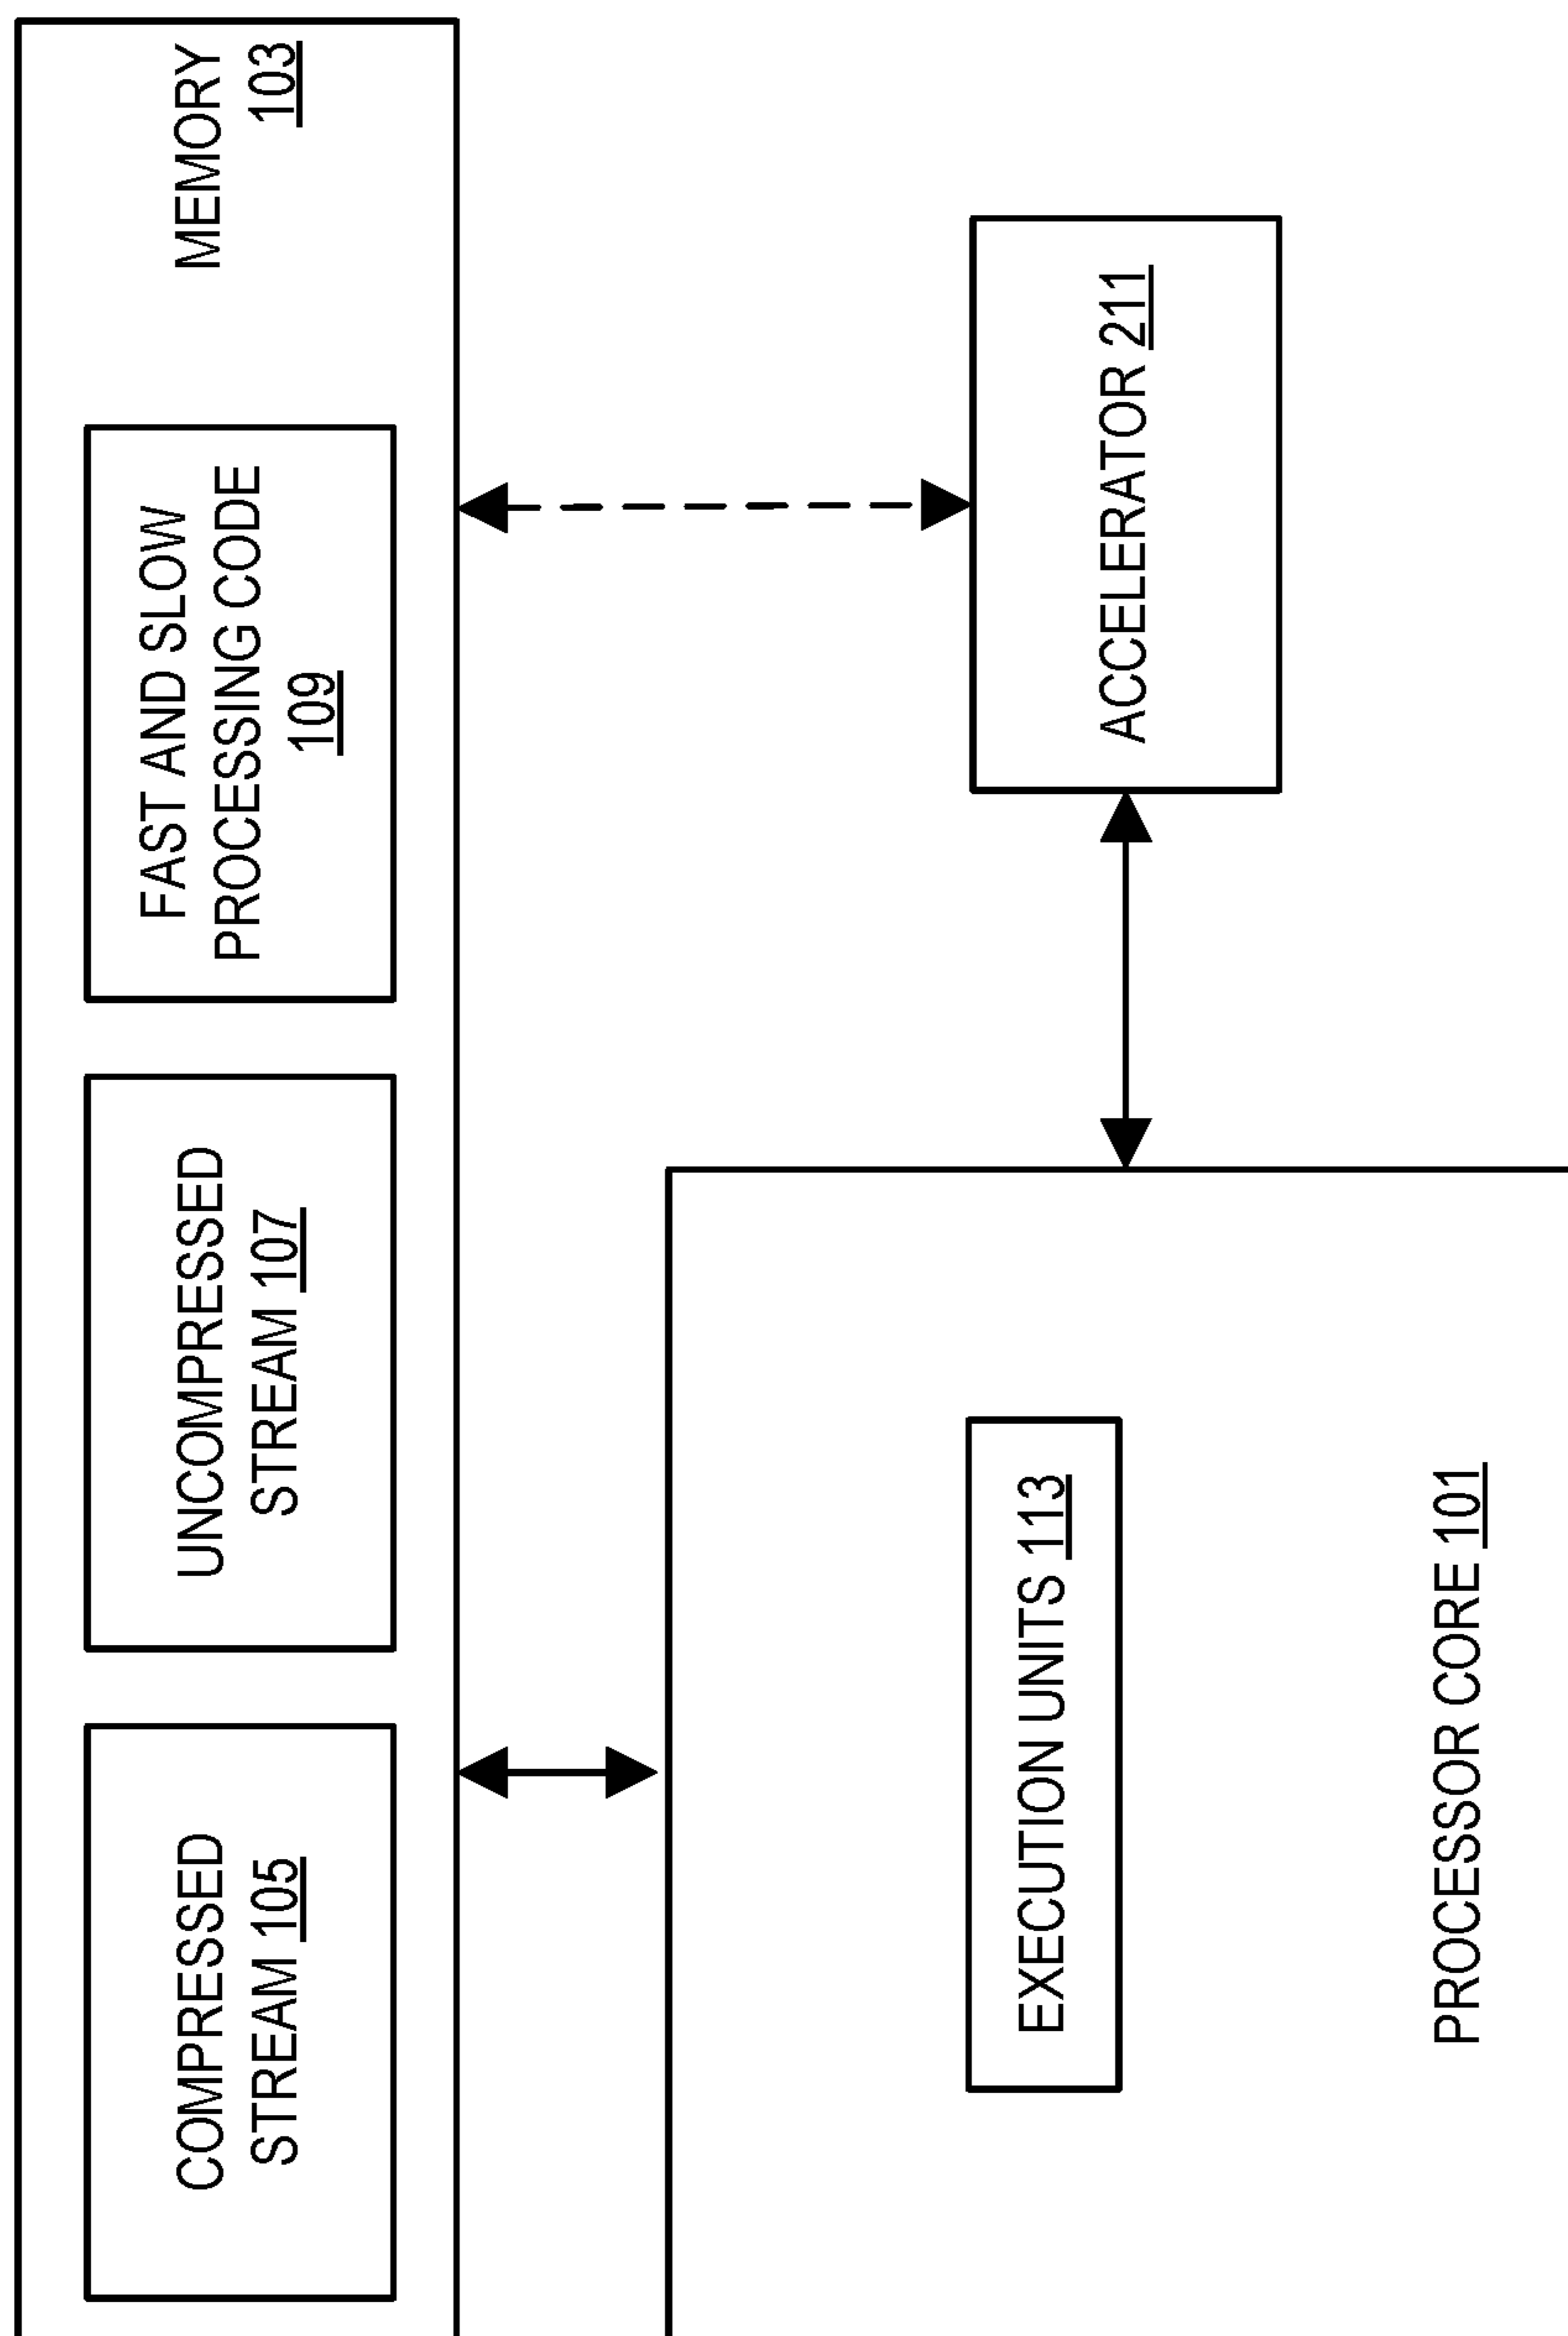 MEMORY
103
COMPRESSED
STREAM 105
UNCOMPRESSED
STREAM 107
FAST AND SLOW
PROCESSING CODE
109
EXECUTION UNITS 113
PROCESSOR CORE 101
ACCELERATOR 211